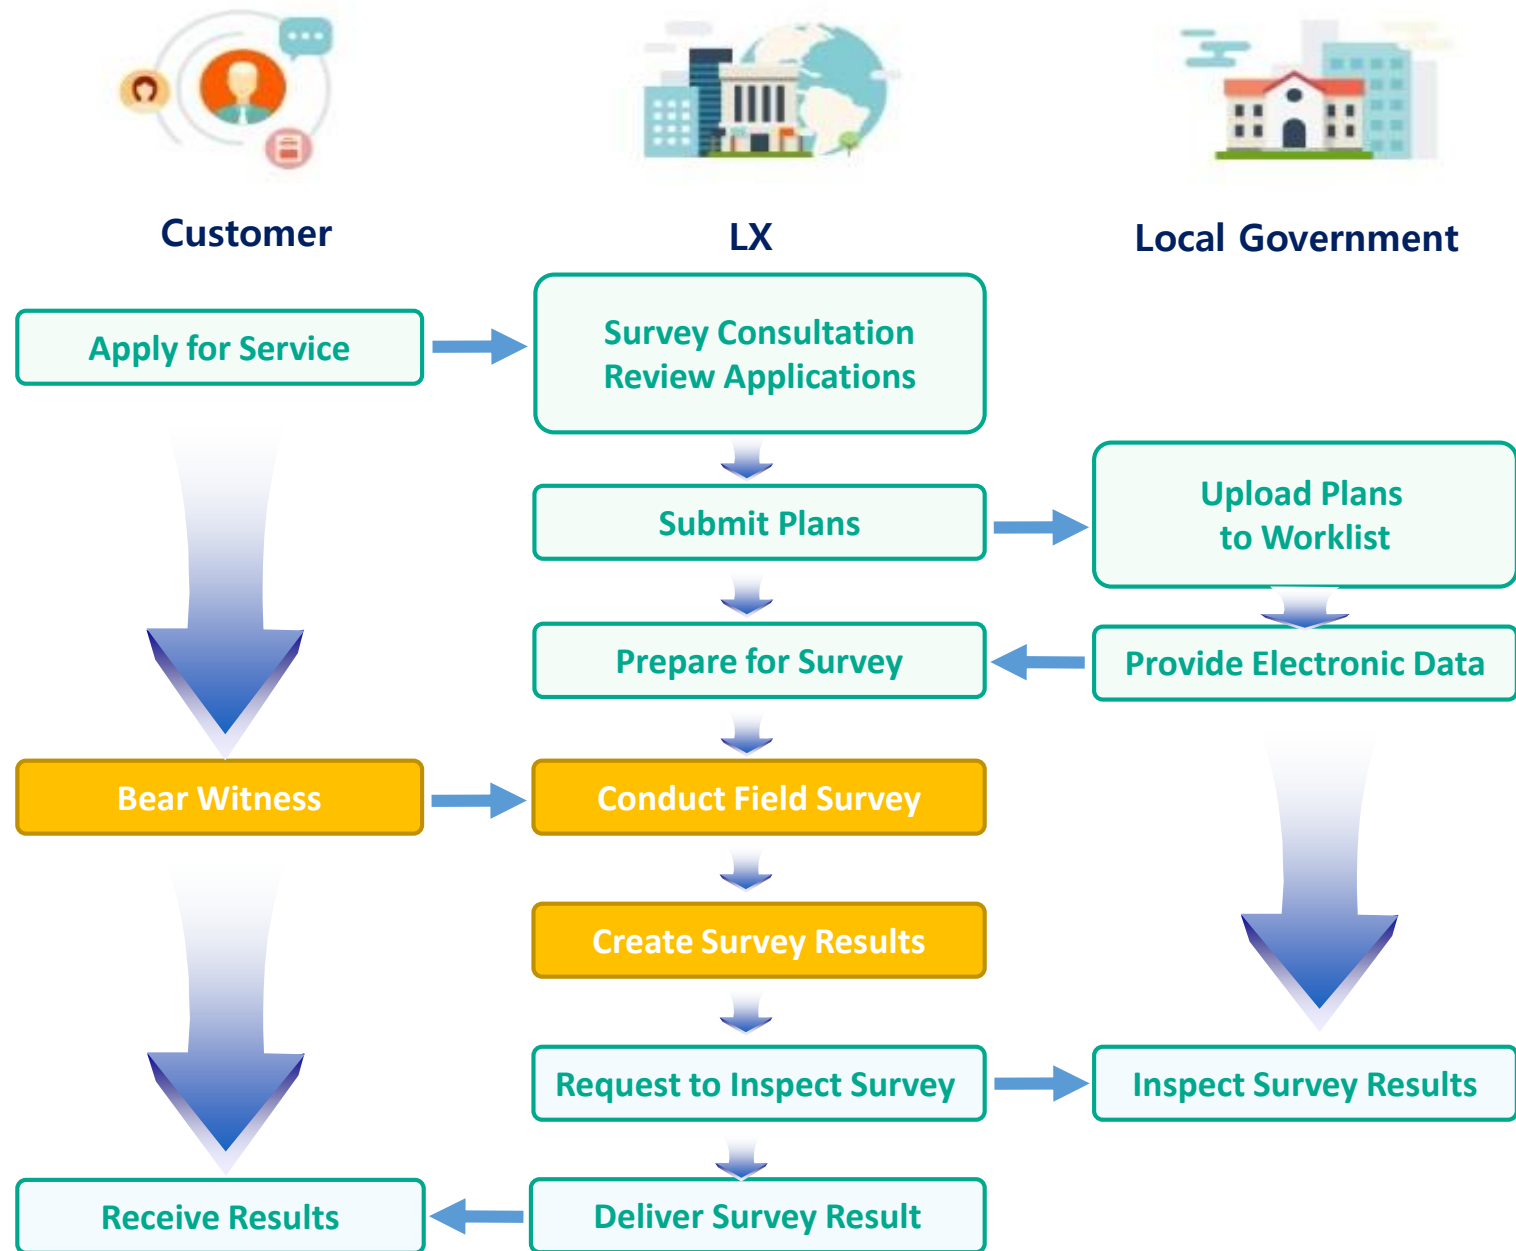 Customer
LX
Local Government
Apply for Service
Survey Consultation
Review Applications
Submit Plans
Upload Plans
to Worklist
Prepare for Survey
Provide Electronic Data
Bear Witness
Conduct Field Survey
Create Survey Results
Request to Inspect Survey
Inspect Survey Results
Receive Results
Deliver Survey Result